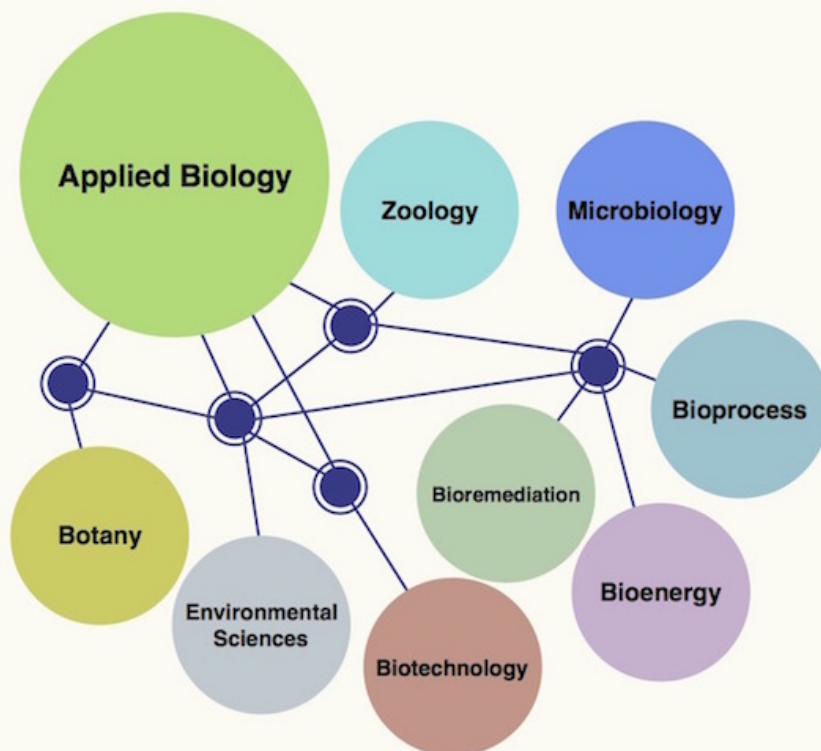 Applied Biology
Zoology
Microbiology
Bioprocess
Bioremediation
Botany
Bioenergy
Environmental
Sciences
Biotechnology